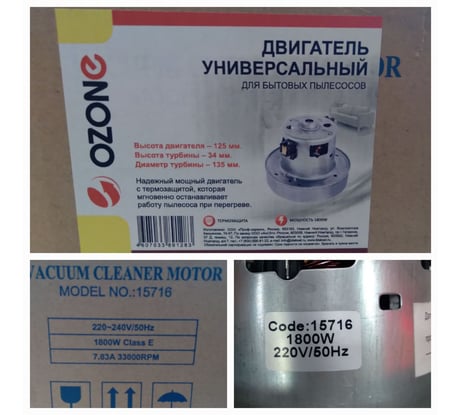 OZONE
ДВИГАТЕЛЬ
УНИВЕРСАЛЬНЫЙ
ДЛЯ БЫТОВЫХ ПЫЛЕСОСОВ
OR
Высота двигателя – 125 мм.
Высота турбины – 34 мм.
Диаметр турбины – 135 мм.
Надежный мощный двигатель
с термозащитой, которая
мгновенно останавливает
работу пылесоса при перегреве.
ТЕРМОЗАЩИТА
МОЩНОСТЬ 1800W
VACUUM CLEANER MOTOR
MODEL NO.:15716
220~240V/50Hz
1800W Class E
7.83A 33000RPM
Code:15716
1800W
220V/50Hz